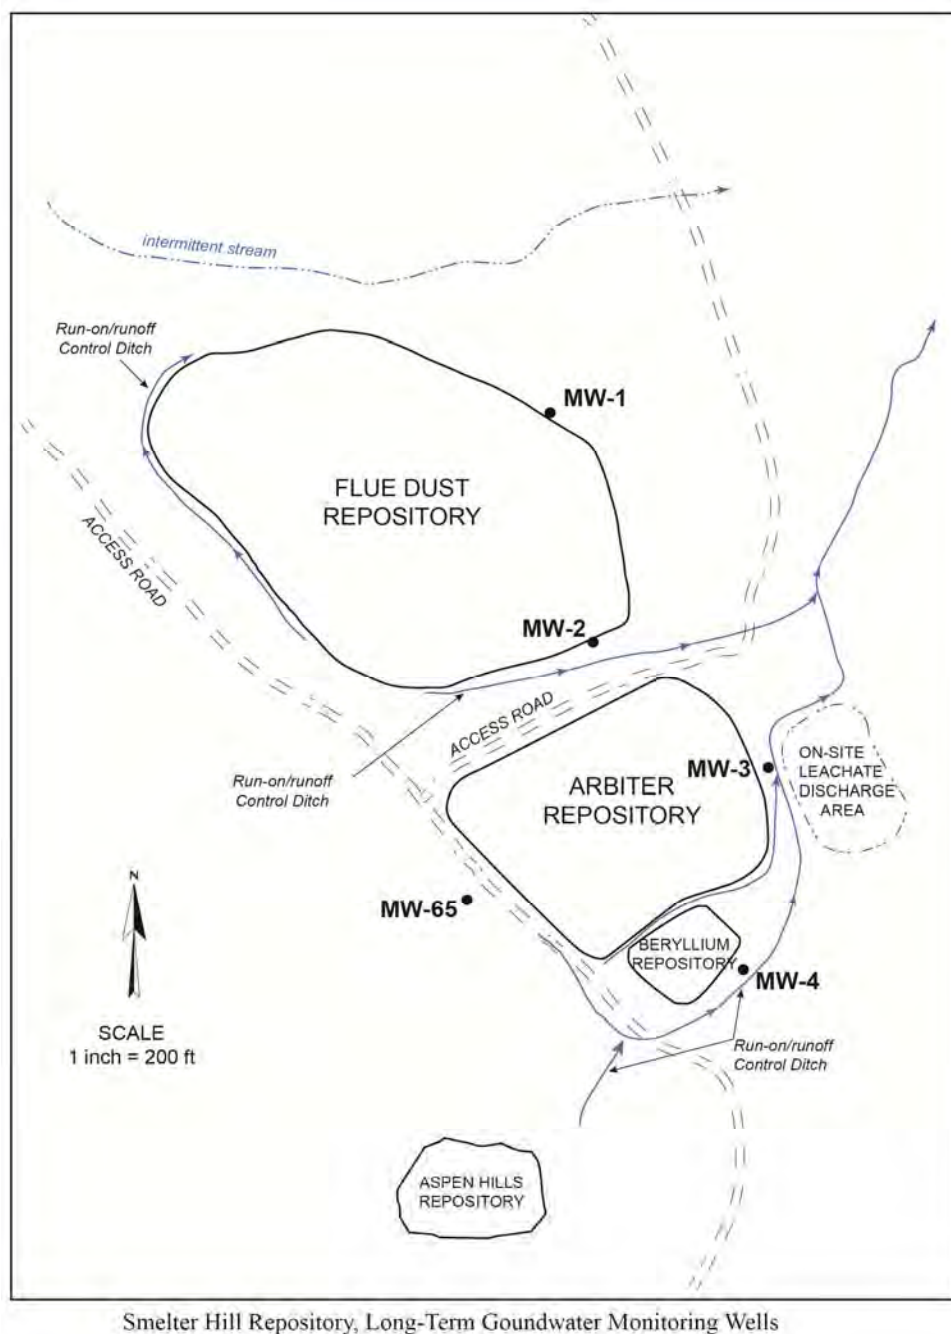 intermittent stream
Run-on/runoff
Control Ditch
MW-1
FLUE DUST
REPOSITORY
ACCESS ROAD
MW-2
ACCESS ROAD
MW-3
ON-SITE
LEACHATE
DISCHARGE
AREA
Run-on/runoff
Control Ditch
ARBITER
REPOSITORY
MW-65
BERYLLIUM
REPOSITORY
MW-4
N
SCALE
1 inch = 200 ft
Run-on/runoff
Control Ditch
ASPEN HILLS
REPOSITORY
Smelter Hill Repository, Long-Term Goundwater Monitoring Wells